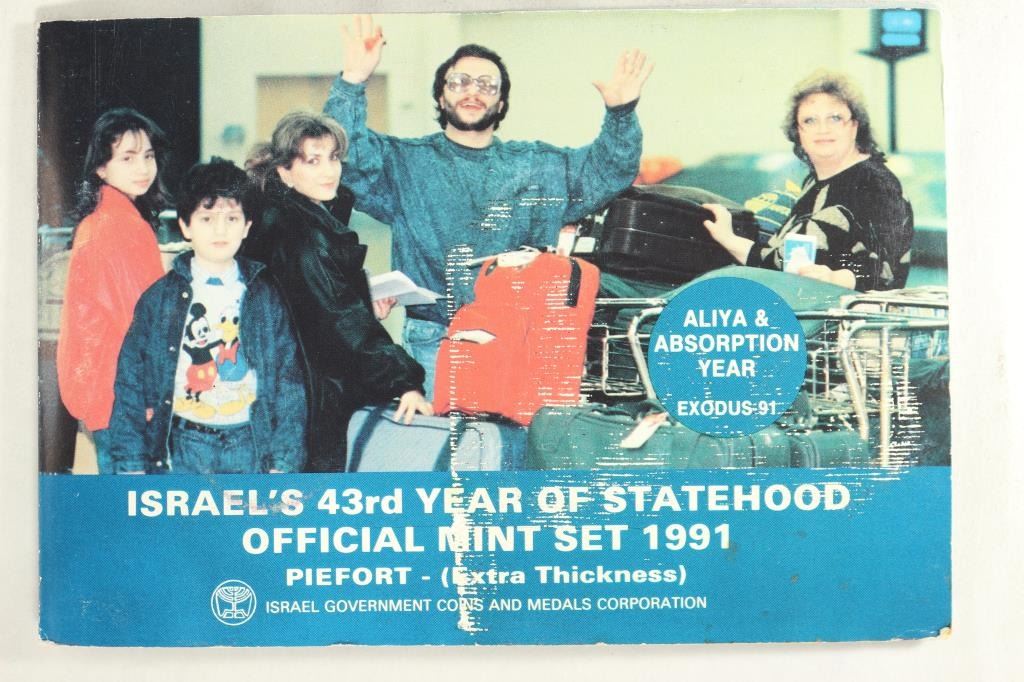 ALIYA &
ABSORPTION
YEAR
EXODUS-91
ISRAEL'S 43rd YEAR OF STATEHOOD
OFFICIAL MINT SET 1991
PIEFORT - (Extra Thickness)
ISRAEL GOVERNMENT COINS AND MEDALS CORPORATION